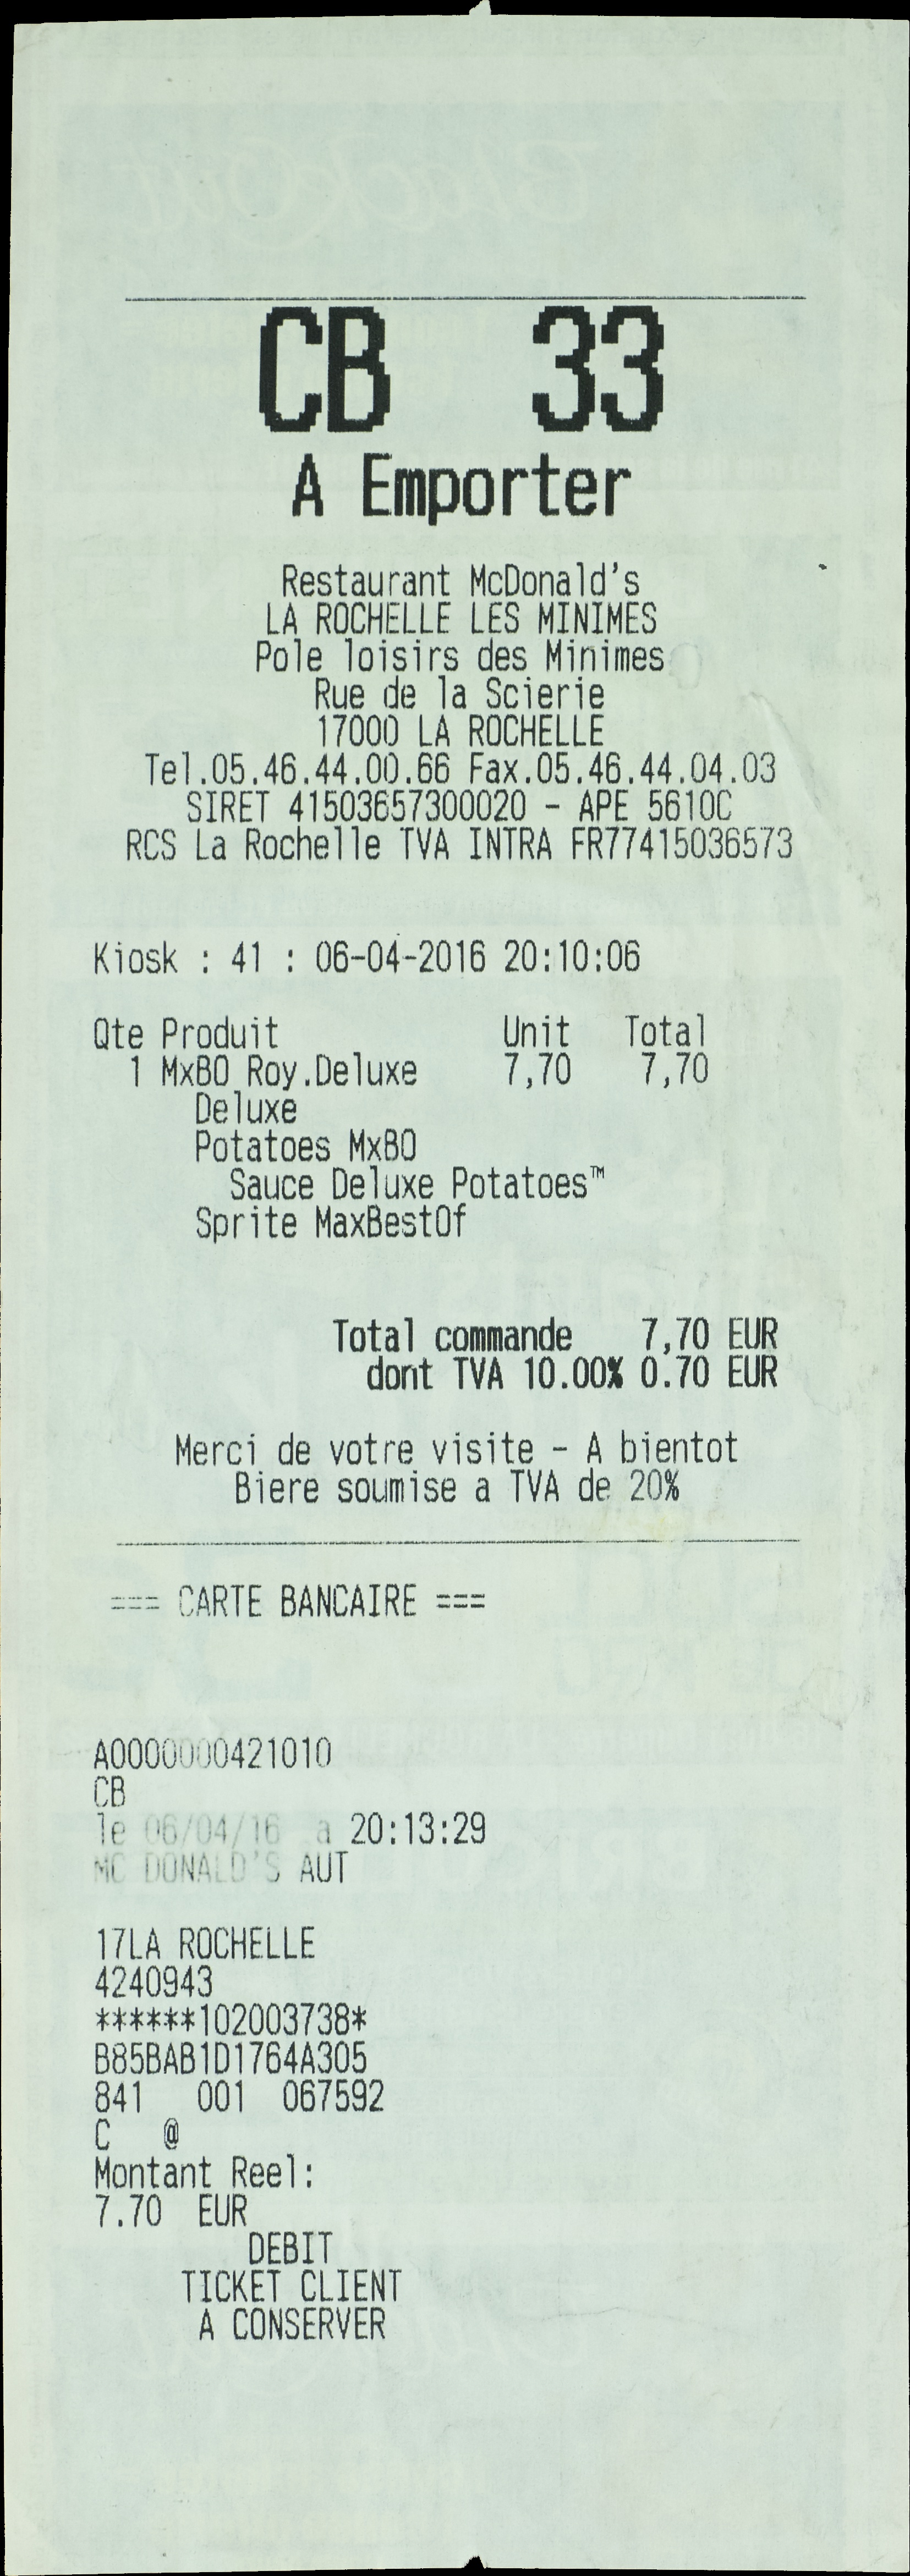 CB 33
A Emporter
Restaurant McDonald's
LA ROCHELLE LES MINIMES
Pole loisirs des Minimes
Rue de la Scierie
17000 LA ROCHELLE
Tel.05.46.44.00.66 Fax.05.46.44.04.03
SIRET 41503657300020 - APE 5610C
RCS La Rochelle TVA INTRA FR77415036573
Kiosk : 41 : 06-04-2016 20:10:06
Qte Produit Unit Total
1 MxBO Roy.Deluxe 7,70 7,70
Deluxe
Potatoes MxBO
Sauce Deluxe Potatoes™
Sprite MaxBestOf
Total commande 7,70 EUR
dont TVA 10.00% 0.70 EUR
Merci de votre visite - A bientot
Biere soumise a TVA de 20%
=== CARTE BANCAIRE ===
A0000000421010
CB
le 06/04/16 a 20:13:29
MC DONALD'S AUT
17LA ROCHELLE
4240943
******102003738*
B85BAB1D1764A305
841 001 067592
C @
Montant Reel:
7.70 EUR
DEBIT
TICKET CLIENT
A CONSERVER